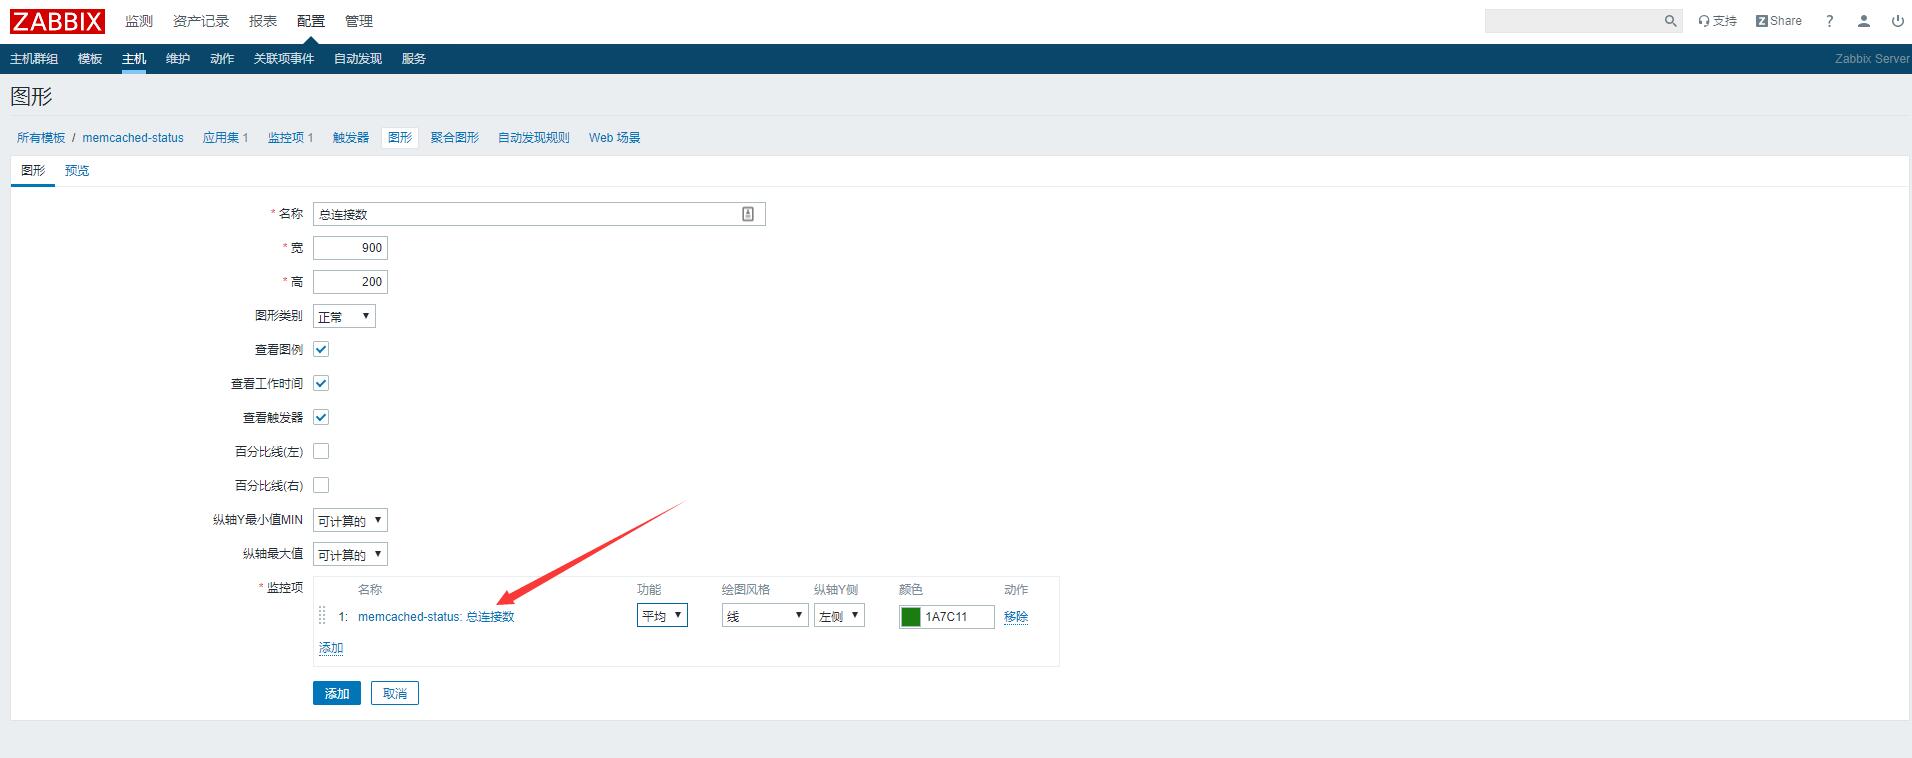 ZABBIX 监测 资产记录 报表 配置 管理 支持 Z Share ?
主机群组 模板 主机 维护 动作 关联项事件 自动发现 服务 Zabbix Server
图形
所有模板 / memcached-status 应用集 1 监控项 1 触发器 图形 聚合图形 自动发现规则 Web 场景
图形 预览
* 名称 总连接数
* 宽 900
* 高 200
图形类别 正常
查看图例
查看工作时间
查看触发器
百分比线(左)
百分比线(右)
纵轴Y最小值MIN 可计算的
纵轴最大值 可计算的
* 监控项 名称 功能 绘图风格 纵轴Y侧 颜色 动作
1: memcached-status: 总连接数 平均 线 左侧 1A7C11 移除
添加
添加 取消